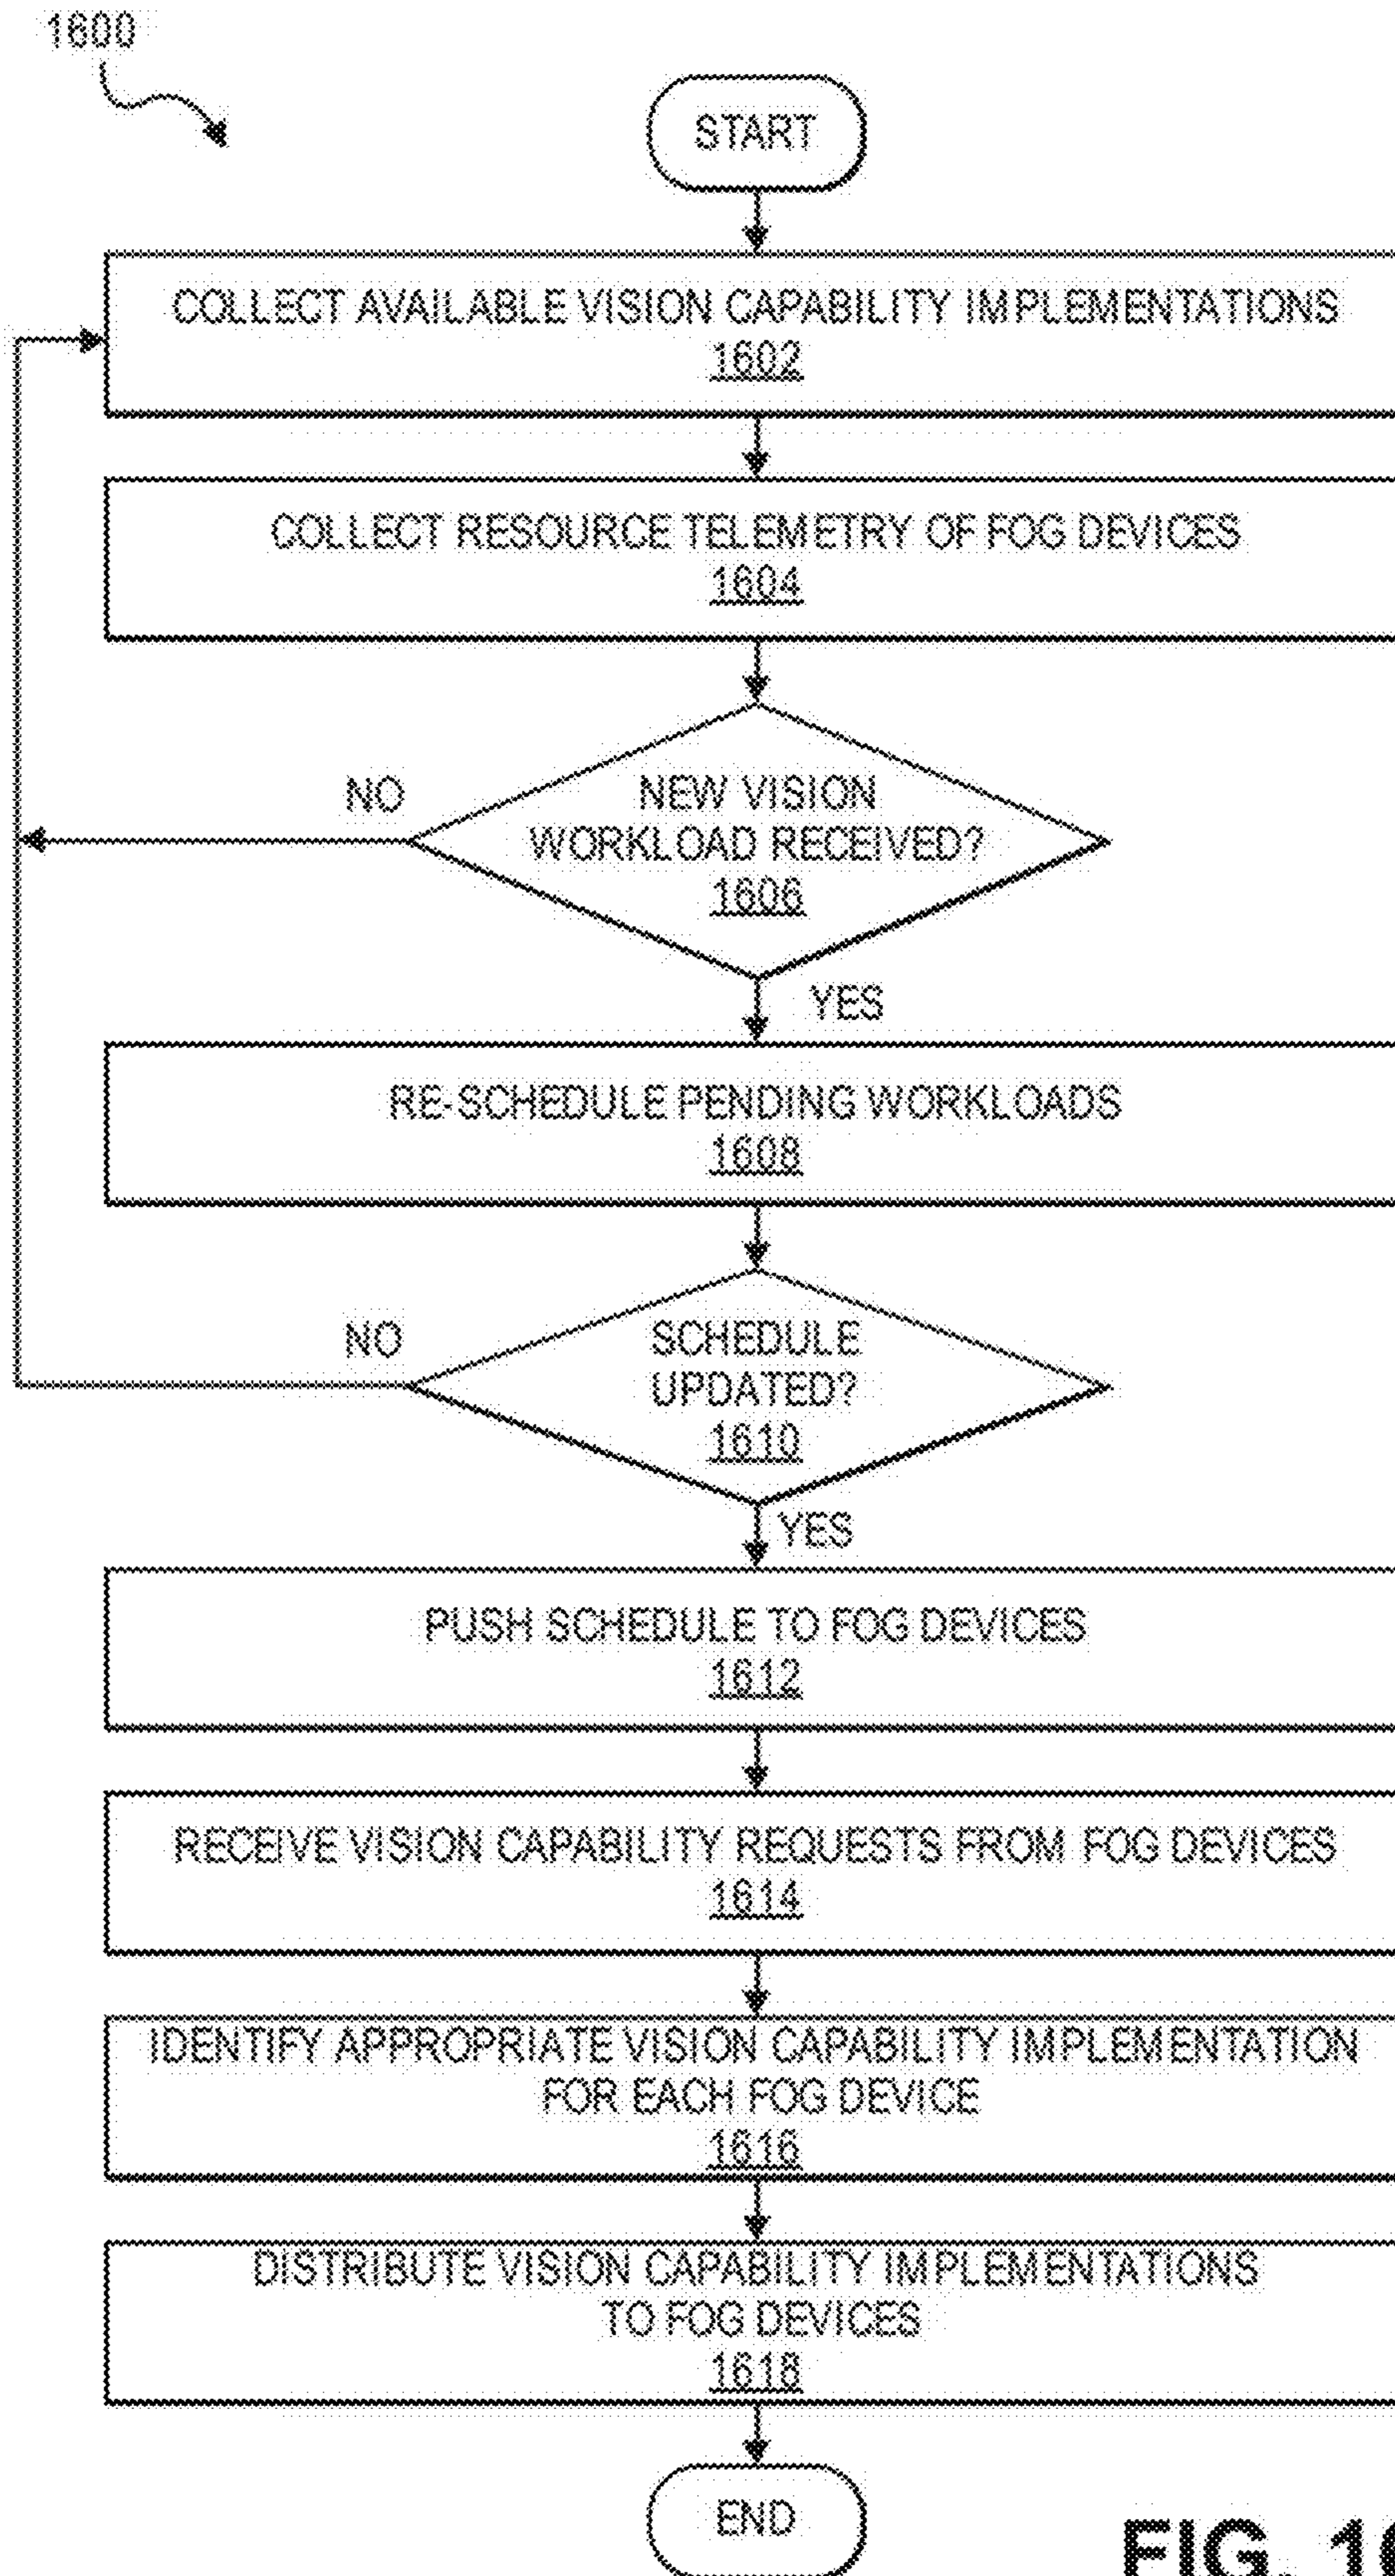 1600
START
COLLECT AVAILABLE VISION CAPABILITY IMPLEMENTATIONS
1602
COLLECT RESOURCE TELEMETRY OF FOG DEVICES
1604
NO
NEW VISION
WORKLOAD RECEIVED?
1606
YES
RE-SCHEDULE PENDING WORKLOADS
1608
NO
SCHEDULE
UPDATED?
1610
YES
PUSH SCHEDULE TO FOG DEVICES
1612
RECEIVE VISION CAPABILITY REQUESTS FROM FOG DEVICES
1614
IDENTIFY APPROPRIATE VISION CAPABILITY IMPLEMENTATION
FOR EACH FOG DEVICE
1616
DISTRIBUTE VISION CAPABILITY IMPLEMENTATIONS
TO FOG DEVICES
1618
END
FIG. 16